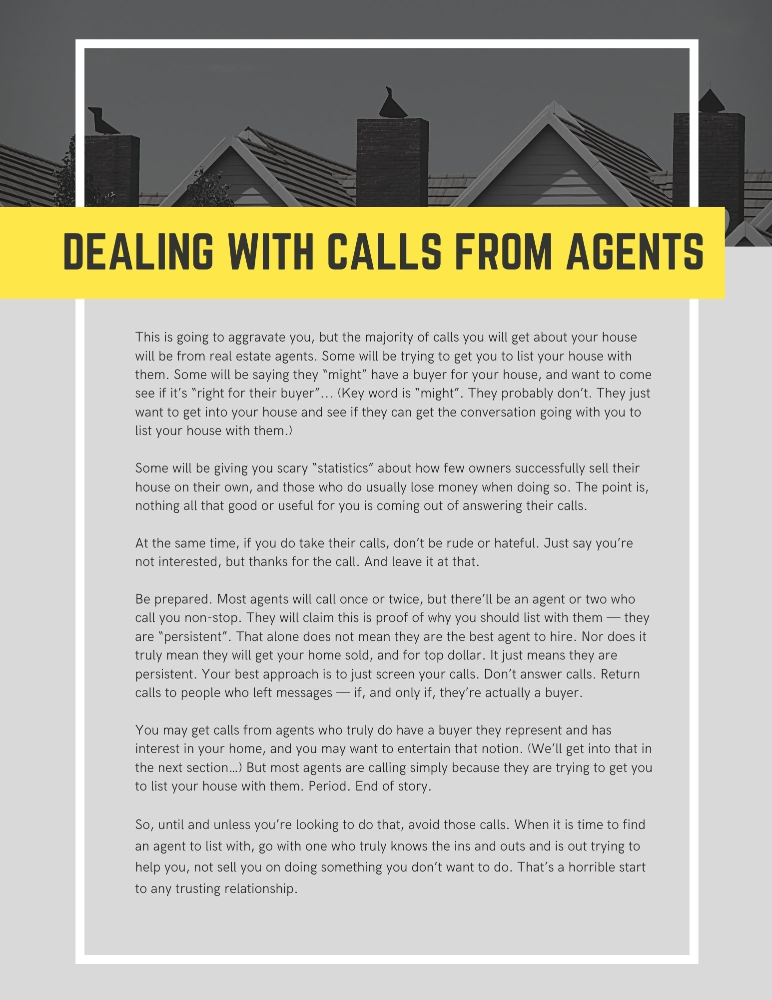 DEALING WITH CALLS FROM AGENTS
This is going to aggravate you, but the majority of calls you will get about your house
will be from real estate agents. Some will be trying to get you to list your house with
them. Some will be saying they “might” have a buyer for your house, and want to come
see if it’s “right for their buyer”... (Key word is “might”. They probably don’t. They just
want to get into your house and see if they can get the conversation going with you to
list your house with them.)
Some will be giving you scary “statistics” about how few owners successfully sell their
house on their own, and those who do usually lose money when doing so. The point is,
nothing all that good or useful for you is coming out of answering their calls.
At the same time, if you do take their calls, don’t be rude or hateful. Just say you’re
not interested, but thanks for the call. And leave it at that.
Be prepared. Most agents will call once or twice, but there’ll be an agent or two who
call you non-stop. They will claim this is proof of why you should list with them — they
are “persistent”. That alone does not mean they are the best agent to hire. Nor does it
truly mean they will get your home sold, and for top dollar. It just means they are
persistent. Your best approach is to just screen your calls. Don’t answer calls. Return
calls to people who left messages — if, and only if, they’re actually a buyer.
You may get calls from agents who truly do have a buyer they represent and has
interest in your home, and you may want to entertain that notion. (We’ll get into that in
the next section…) But most agents are calling simply because they are trying to get you
to list your house with them. Period. End of story.
So, until and unless you’re looking to do that, avoid those calls. When it is time to find
an agent to list with, go with one who truly knows the ins and outs and is out trying to
help you, not sell you on doing something you don’t want to do. That’s a horrible start
to any trusting relationship.